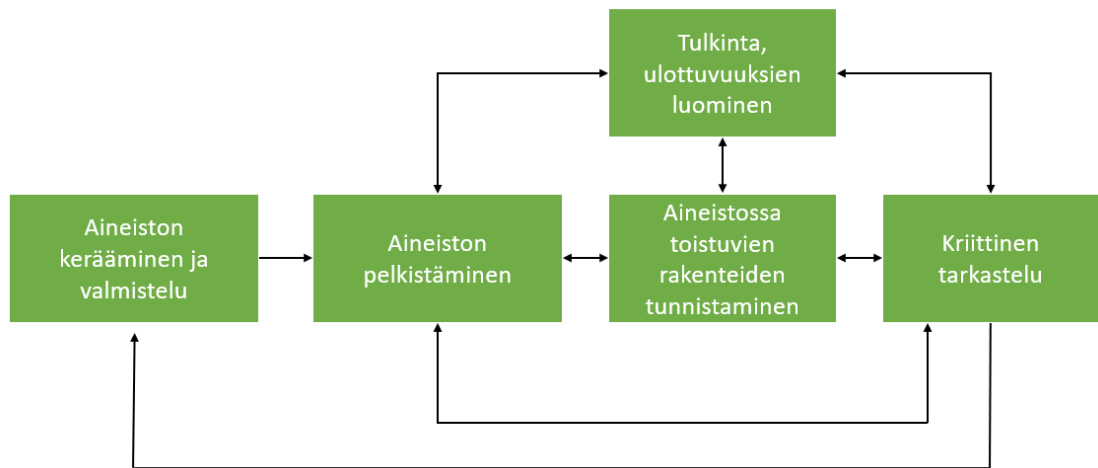 Tulkinta,
ulottuvuuksien
luominen
Aineiston
kerääminen ja
valmistelu
Aineiston
pelkistäminen
Aineistossa
toistuvien
rakenteiden
tunnistaminen
Kriittinen
tarkastelu